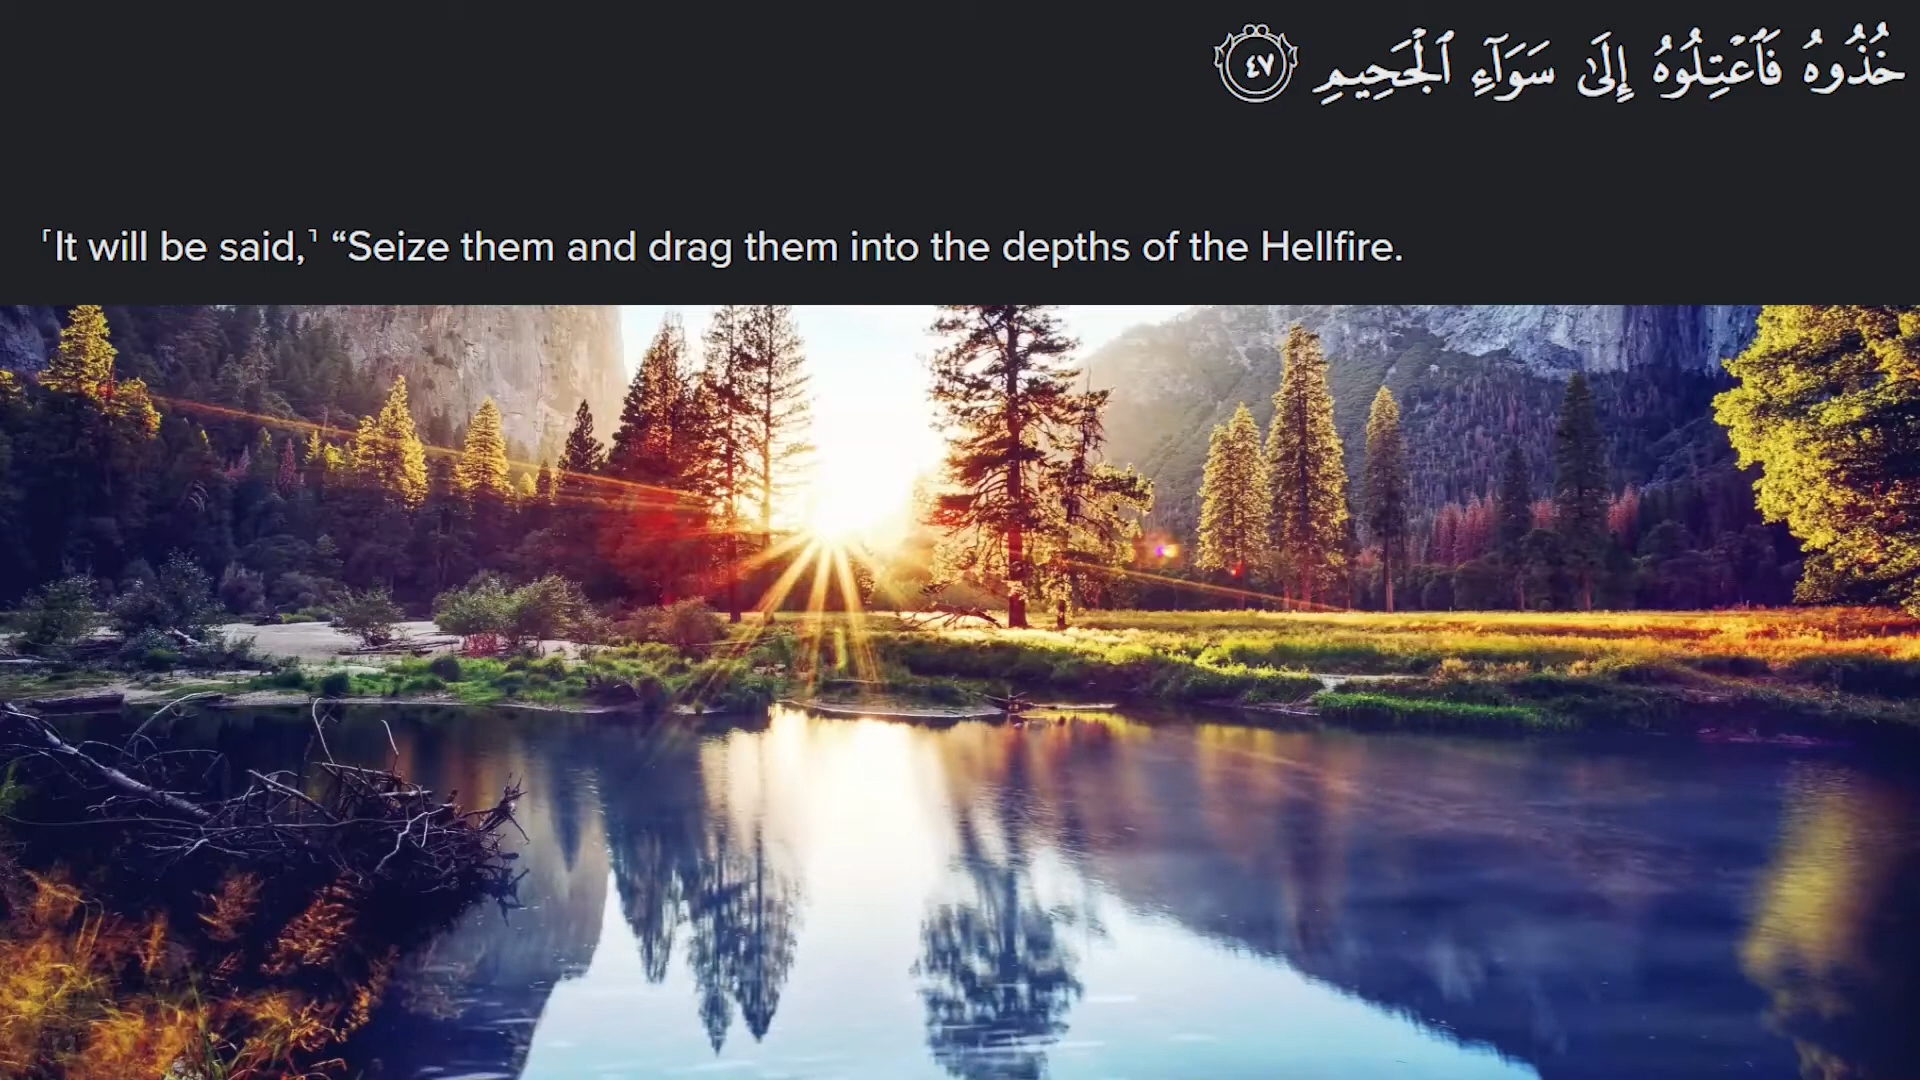 خُذُوهُ فَٱعۡتِلُوهُ إِلَىٰ سَوَآءِ ٱلۡجَحِيمِ ٤٧
⸢It will be said,⸣ “Seize them and drag them into the depths of the Hellfire.